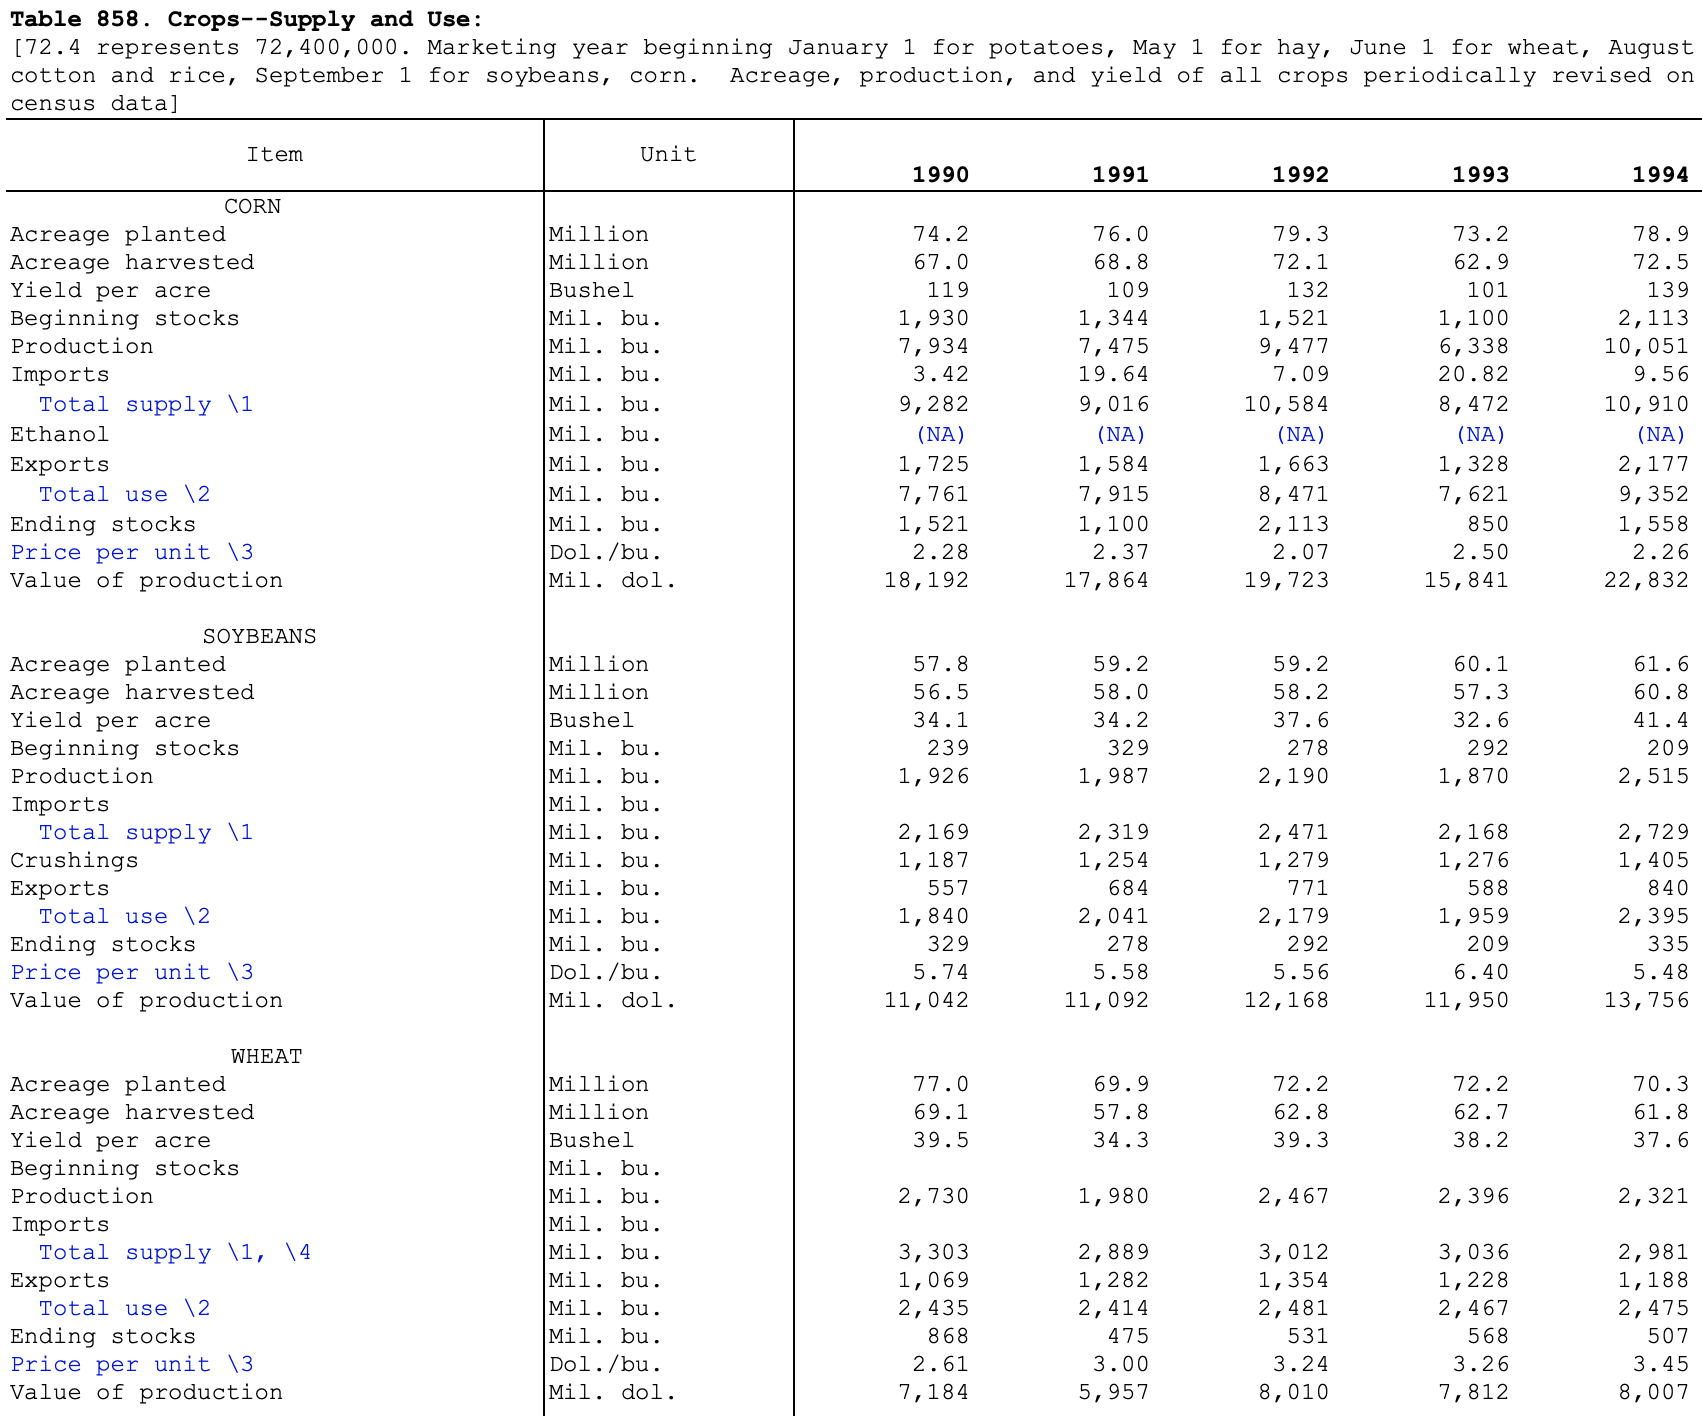 Table 858. Crops--Supply and Use:
[72.4 represents 72,400,000. Marketing year beginning January 1 for potatoes, May 1 for hay, June 1 for wheat, August
cotton and rice, September 1 for soybeans, corn.  Acreage, production, and yield of all crops periodically revised on
census data]
Item Unit 1990 1991 1992 1993 1994
CORN
Acreage planted Million 74.2 76.0 79.3 73.2 78.9
Acreage harvested Million 67.0 68.8 72.1 62.9 72.5
Yield per acre Bushel 119 109 132 101 139
Beginning stocks Mil. bu. 1,930 1,344 1,521 1,100 2,113
Production Mil. bu. 7,934 7,475 9,477 6,338 10,051
Imports Mil. bu. 3.42 19.64 7.09 20.82 9.56
Total supply \1 Mil. bu. 9,282 9,016 10,584 8,472 10,910
Ethanol Mil. bu. (NA) (NA) (NA) (NA) (NA)
Exports Mil. bu. 1,725 1,584 1,663 1,328 2,177
Total use \2 Mil. bu. 7,761 7,915 8,471 7,621 9,352
Ending stocks Mil. bu. 1,521 1,100 2,113 850 1,558
Price per unit \3 Dol./bu. 2.28 2.37 2.07 2.50 2.26
Value of production Mil. dol. 18,192 17,864 19,723 15,841 22,832
SOYBEANS
Acreage planted Million 57.8 59.2 59.2 60.1 61.6
Acreage harvested Million 56.5 58.0 58.2 57.3 60.8
Yield per acre Bushel 34.1 34.2 37.6 32.6 41.4
Beginning stocks Mil. bu. 239 329 278 292 209
Production Mil. bu. 1,926 1,987 2,190 1,870 2,515
Imports Mil. bu.
Total supply \1 Mil. bu. 2,169 2,319 2,471 2,168 2,729
Crushings Mil. bu. 1,187 1,254 1,279 1,276 1,405
Exports Mil. bu. 557 684 771 588 840
Total use \2 Mil. bu. 1,840 2,041 2,179 1,959 2,395
Ending stocks Mil. bu. 329 278 292 209 335
Price per unit \3 Dol./bu. 5.74 5.58 5.56 6.40 5.48
Value of production Mil. dol. 11,042 11,092 12,168 11,950 13,756
WHEAT
Acreage planted Million 77.0 69.9 72.2 72.2 70.3
Acreage harvested Million 69.1 57.8 62.8 62.7 61.8
Yield per acre Bushel 39.5 34.3 39.3 38.2 37.6
Beginning stocks Mil. bu.
Production Mil. bu. 2,730 1,980 2,467 2,396 2,321
Imports Mil. bu.
Total supply \1, \4 Mil. bu. 3,303 2,889 3,012 3,036 2,981
Exports Mil. bu. 1,069 1,282 1,354 1,228 1,188
Total use \2 Mil. bu. 2,435 2,414 2,481 2,467 2,475
Ending stocks Mil. bu. 868 475 531 568 507
Price per unit \3 Dol./bu. 2.61 3.00 3.24 3.26 3.45
Value of production Mil. dol. 7,184 5,957 8,010 7,812 8,007